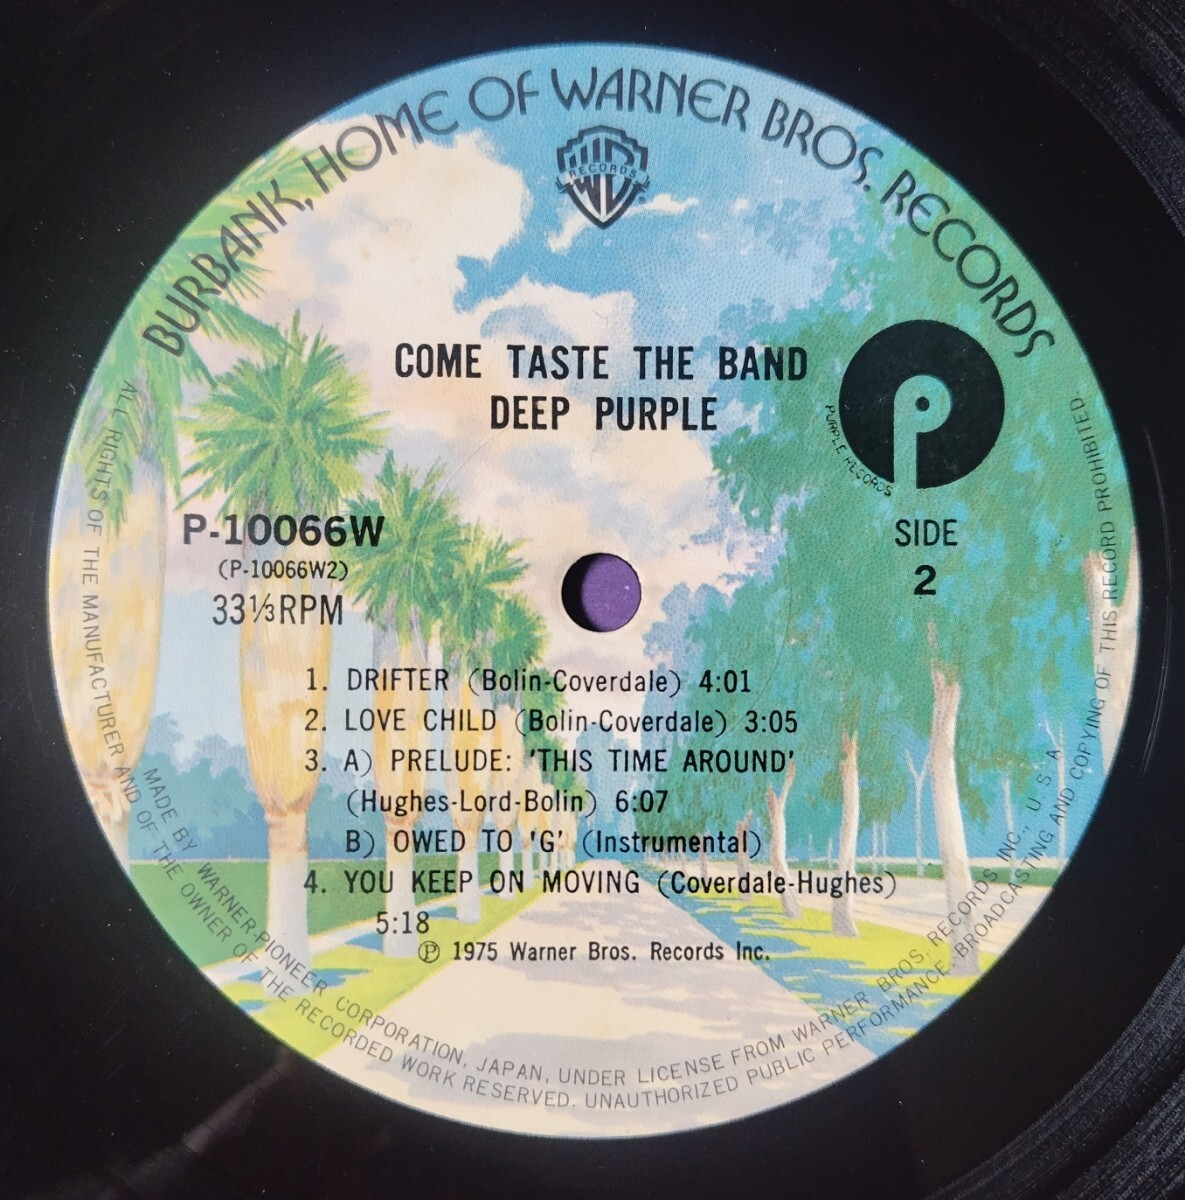 BURBANK, HOME OF WARNER BROS. RECORDS
RECORDS
COME TASTE THE BAND
DEEP PURPLE
PURPLE RECORDS
P-10066W
(P-10066W2)
33⅓RPM
SIDE
2
1. DRIFTER (Bolin-Coverdale) 4:01
2. LOVE CHILD (Bolin-Coverdale) 3:05
3. A) PRELUDE: 'THIS TIME AROUND'
(Hughes-Lord-Bolin) 6:07
B) OWED TO 'G' (Instrumental)
4. YOU KEEP ON MOVING (Coverdale-Hughes)
5:18
℗ 1975 Warner Bros. Records Inc.
MADE BY WARNER-PIONEER CORPORATION, JAPAN, UNDER LICENSE FROM WARNER BROS. RECORDS INC., U.S.A.
ALL RIGHTS OF THE MANUFACTURER AND OF THE OWNER OF THE RECORDED WORK RESERVED. UNAUTHORIZED PUBLIC PERFORMANCE, BROADCASTING AND COPYING OF THIS RECORD PROHIBITED